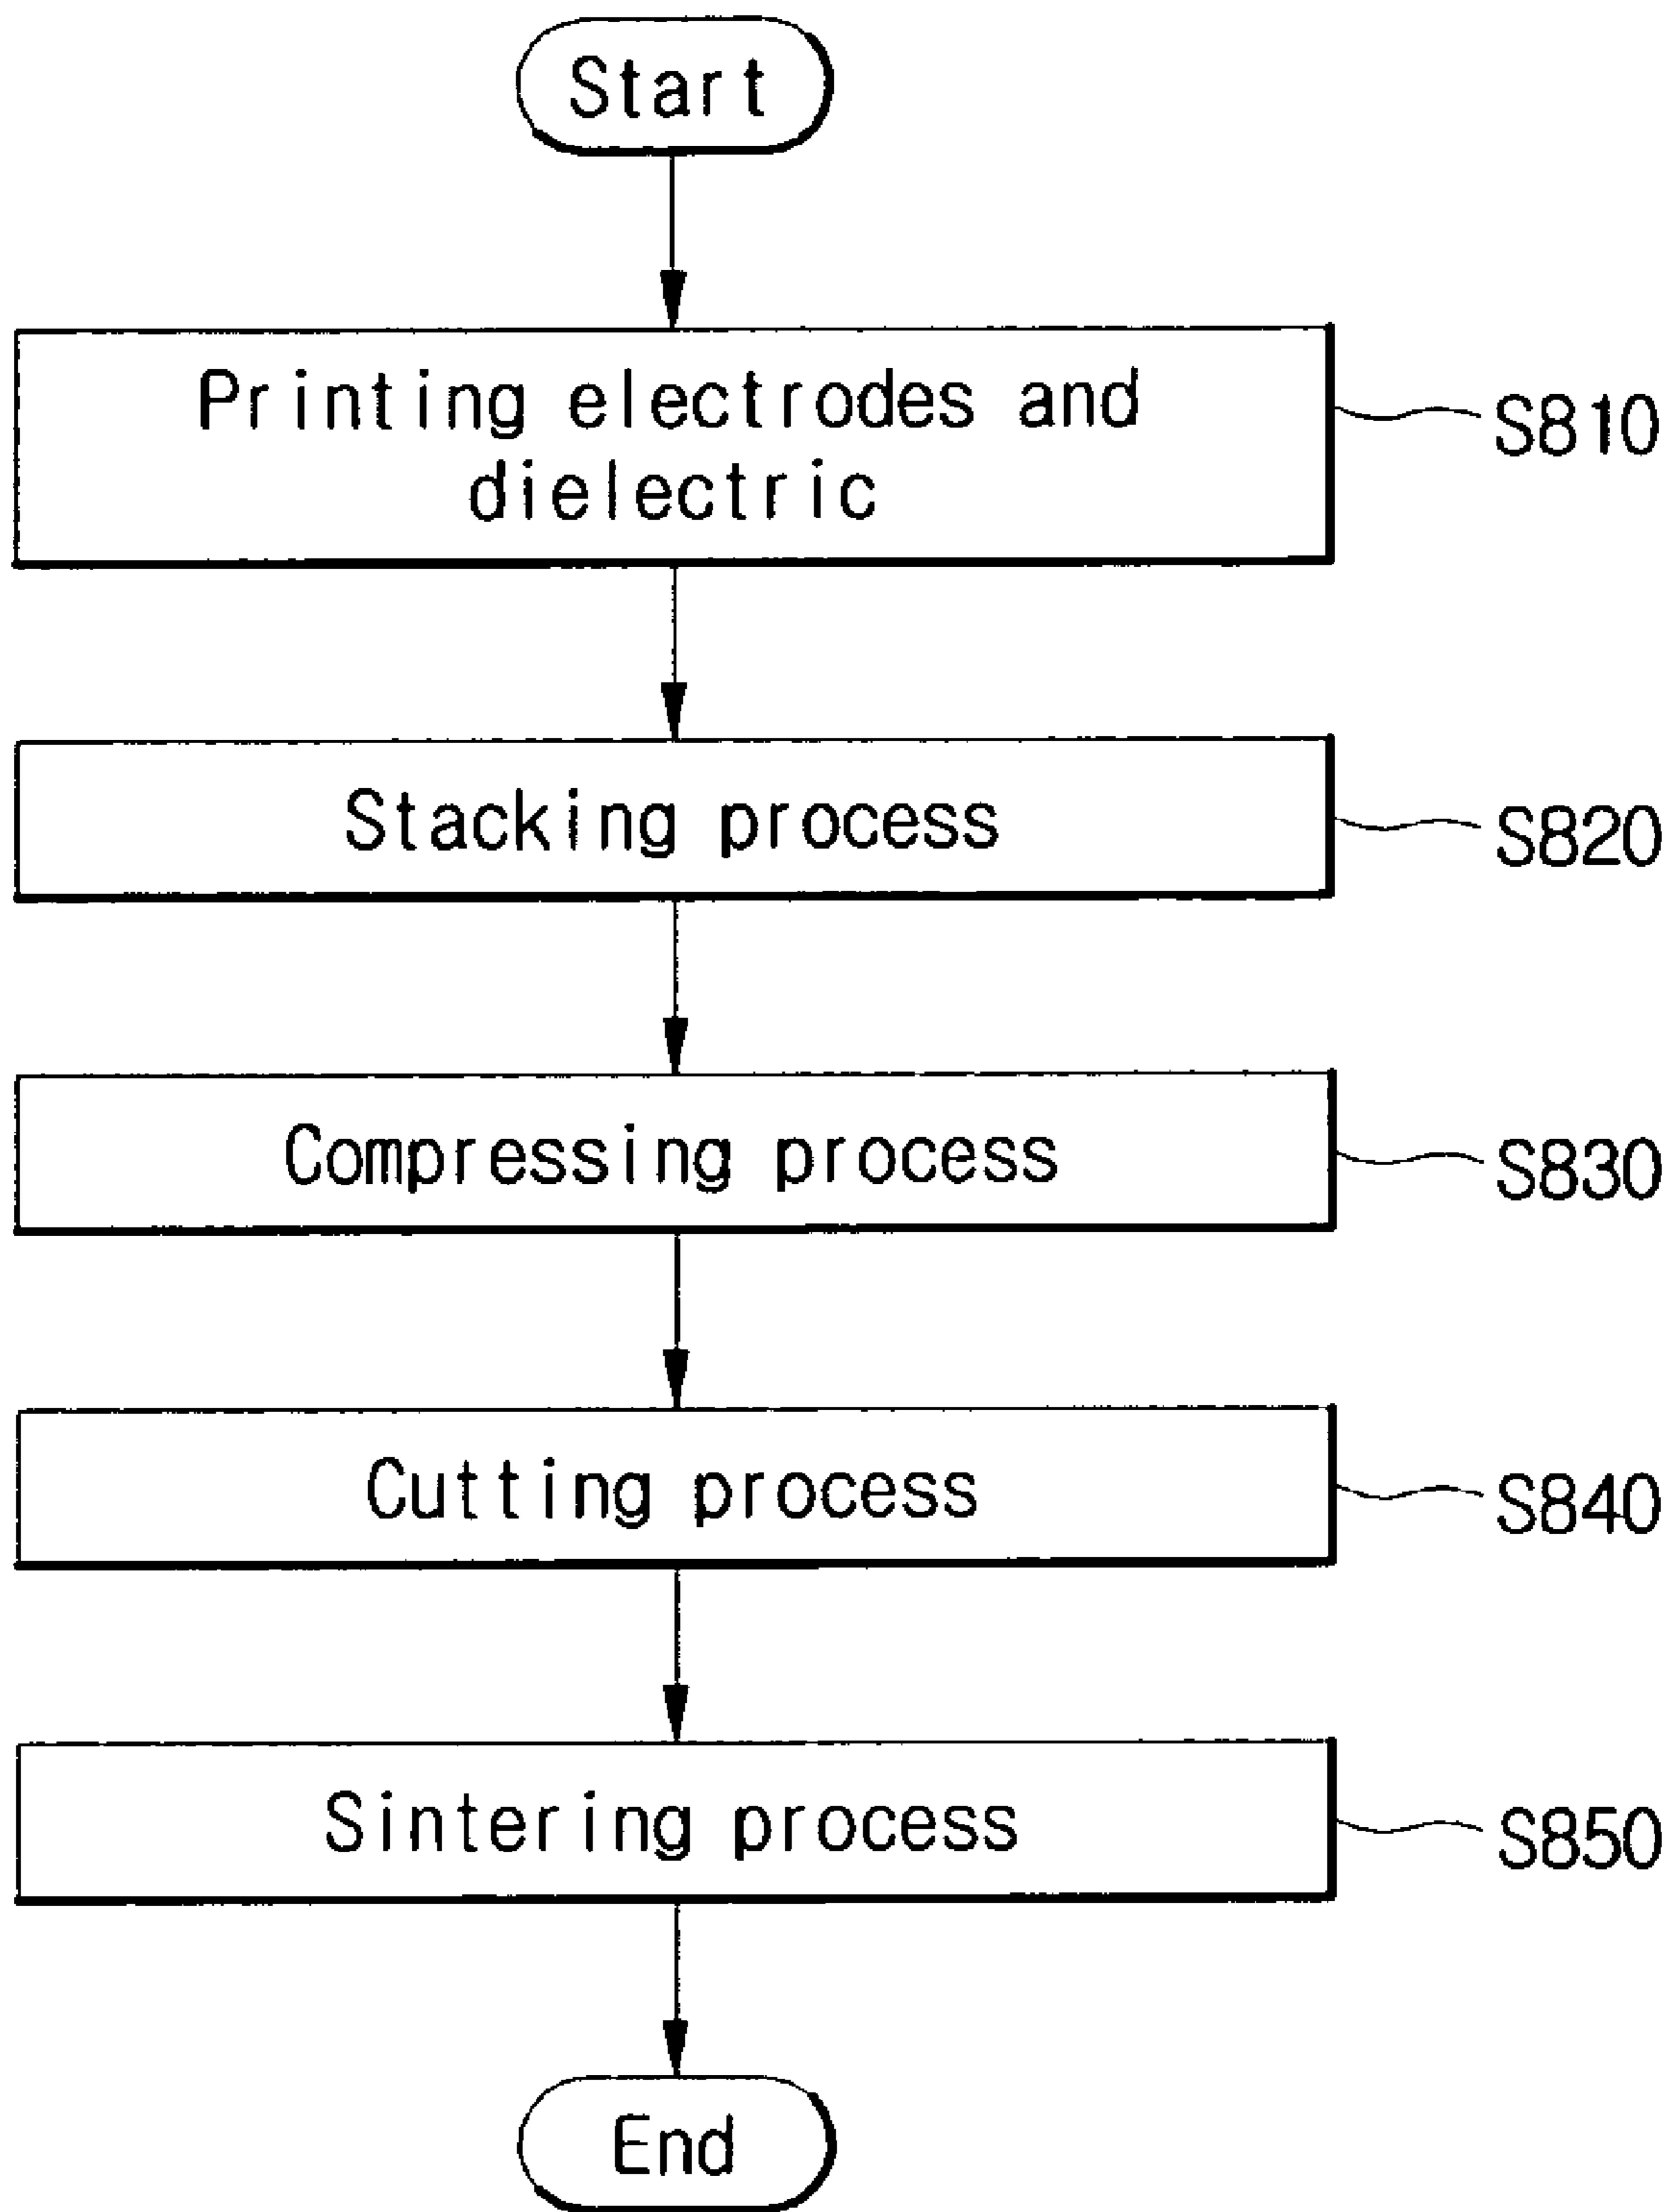 Start
Printing electrodes and
dielectric
S810
Stacking process
S820
Compressing process
S830
Cutting process
S840
Sintering process
S850
End